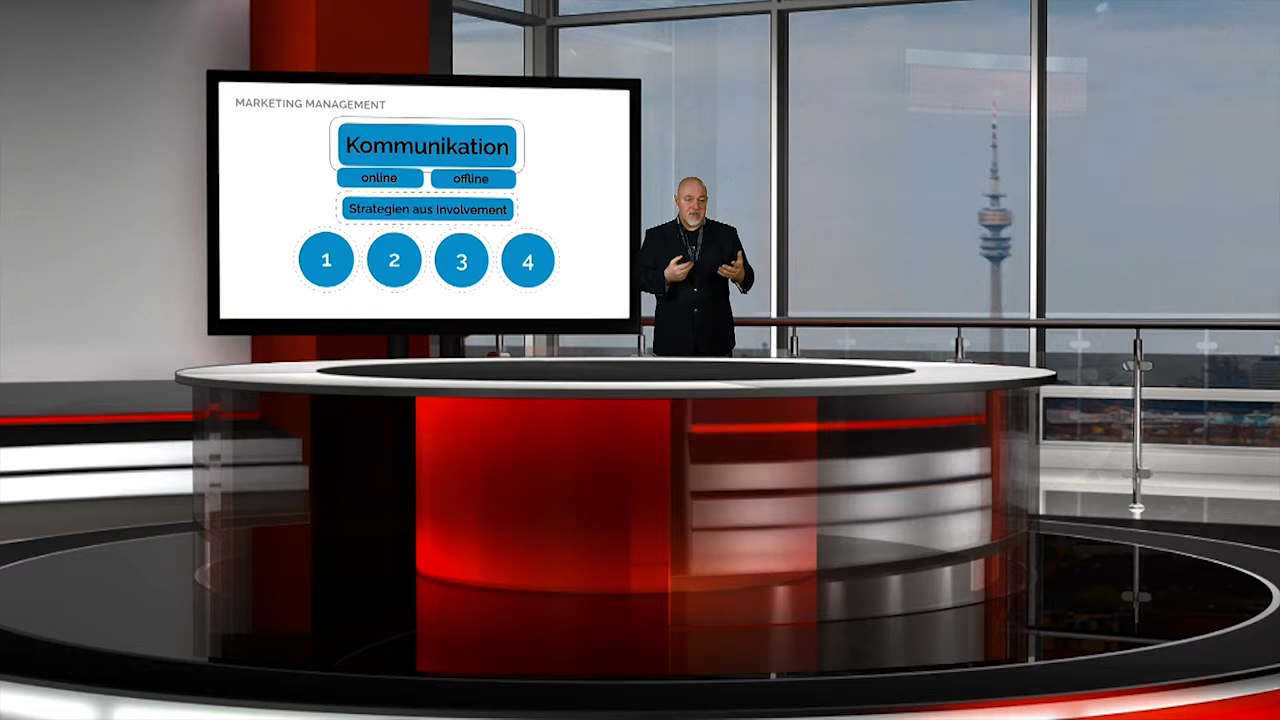 MARKETING MANAGEMENT
Kommunikation
online offline
Strategien aus Involvement
1 2 3 4